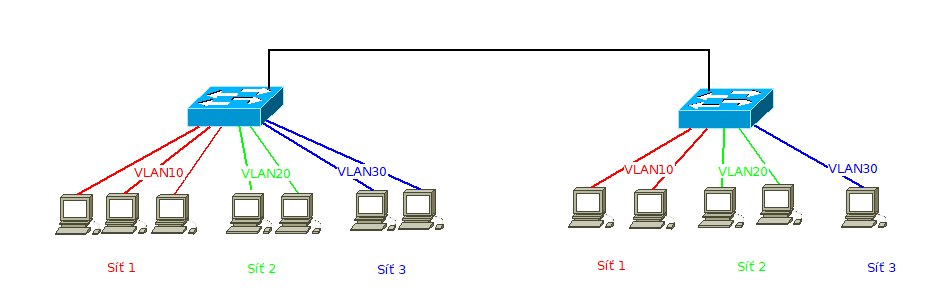 VLAN10
VLAN20
VLAN30
VLAN10
VLAN20
VLAN30
Síť 1
Síť 2
Síť 3
Síť 1
Síť 2
Síť 3